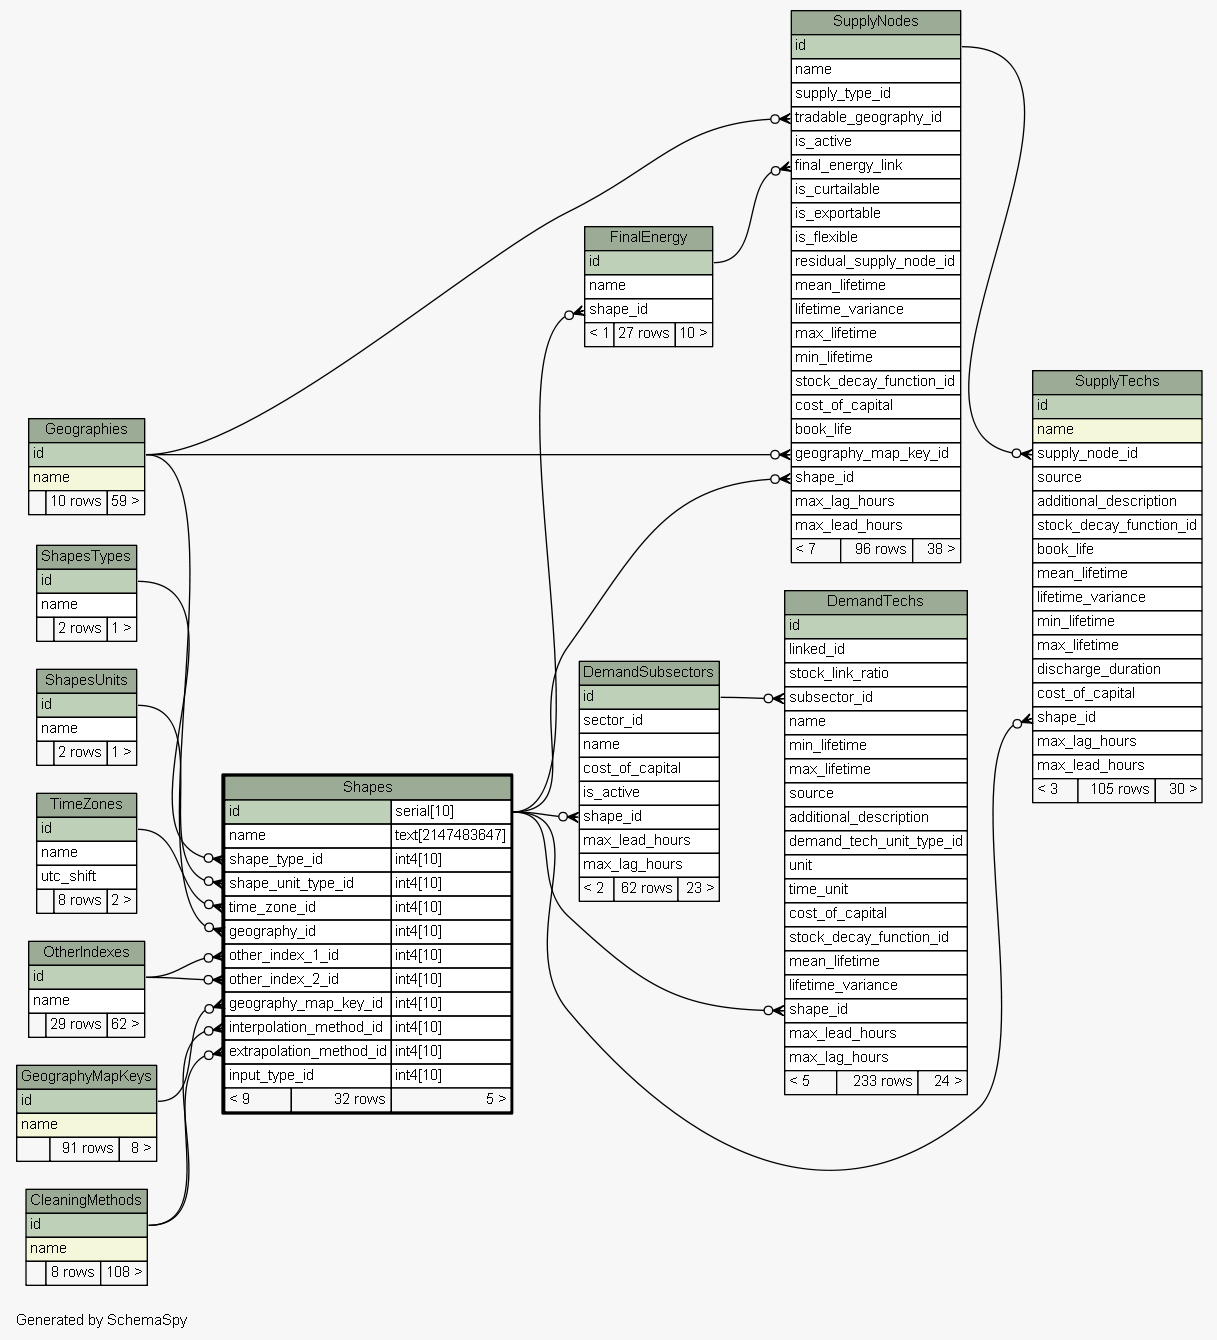 SupplyNodes
id
name
supply_type_id
tradable_geography_id
is_active
final_energy_link
is_curtailable
is_exportable
is_flexible
residual_supply_node_id
mean_lifetime
lifetime_variance
max_lifetime
min_lifetime
stock_decay_function_id
cost_of_capital
book_life
geography_map_key_id
shape_id
max_lag_hours
max_lead_hours
< 7 96 rows 38 >
FinalEnergy
id
name
shape_id
< 1 27 rows 10 >
SupplyTechs
id
name
supply_node_id
source
additional_description
stock_decay_function_id
book_life
mean_lifetime
lifetime_variance
min_lifetime
max_lifetime
discharge_duration
cost_of_capital
shape_id
max_lag_hours
max_lead_hours
< 3 105 rows 30 >
Geographies
id
name
10 rows 59 >
ShapesTypes
id
name
2 rows 1 >
ShapesUnits
id
name
2 rows 1 >
TimeZones
id
name
utc_shift
8 rows 2 >
OtherIndexes
id
name
29 rows 62 >
GeographyMapKeys
id
name
91 rows 8 >
CleaningMethods
id
name
8 rows 108 >
Shapes
id serial[10]
name text[2147483647]
shape_type_id int4[10]
shape_unit_type_id int4[10]
time_zone_id int4[10]
geography_id int4[10]
other_index_1_id int4[10]
other_index_2_id int4[10]
geography_map_key_id int4[10]
interpolation_method_id int4[10]
extrapolation_method_id int4[10]
input_type_id int4[10]
< 9 32 rows 5 >
DemandSubsectors
id
sector_id
name
cost_of_capital
is_active
shape_id
max_lead_hours
max_lag_hours
< 2 62 rows 23 >
DemandTechs
id
linked_id
stock_link_ratio
subsector_id
name
min_lifetime
max_lifetime
source
additional_description
demand_tech_unit_type_id
unit
time_unit
cost_of_capital
stock_decay_function_id
mean_lifetime
lifetime_variance
shape_id
max_lead_hours
max_lag_hours
< 5 233 rows 24 >
Generated by SchemaSpy